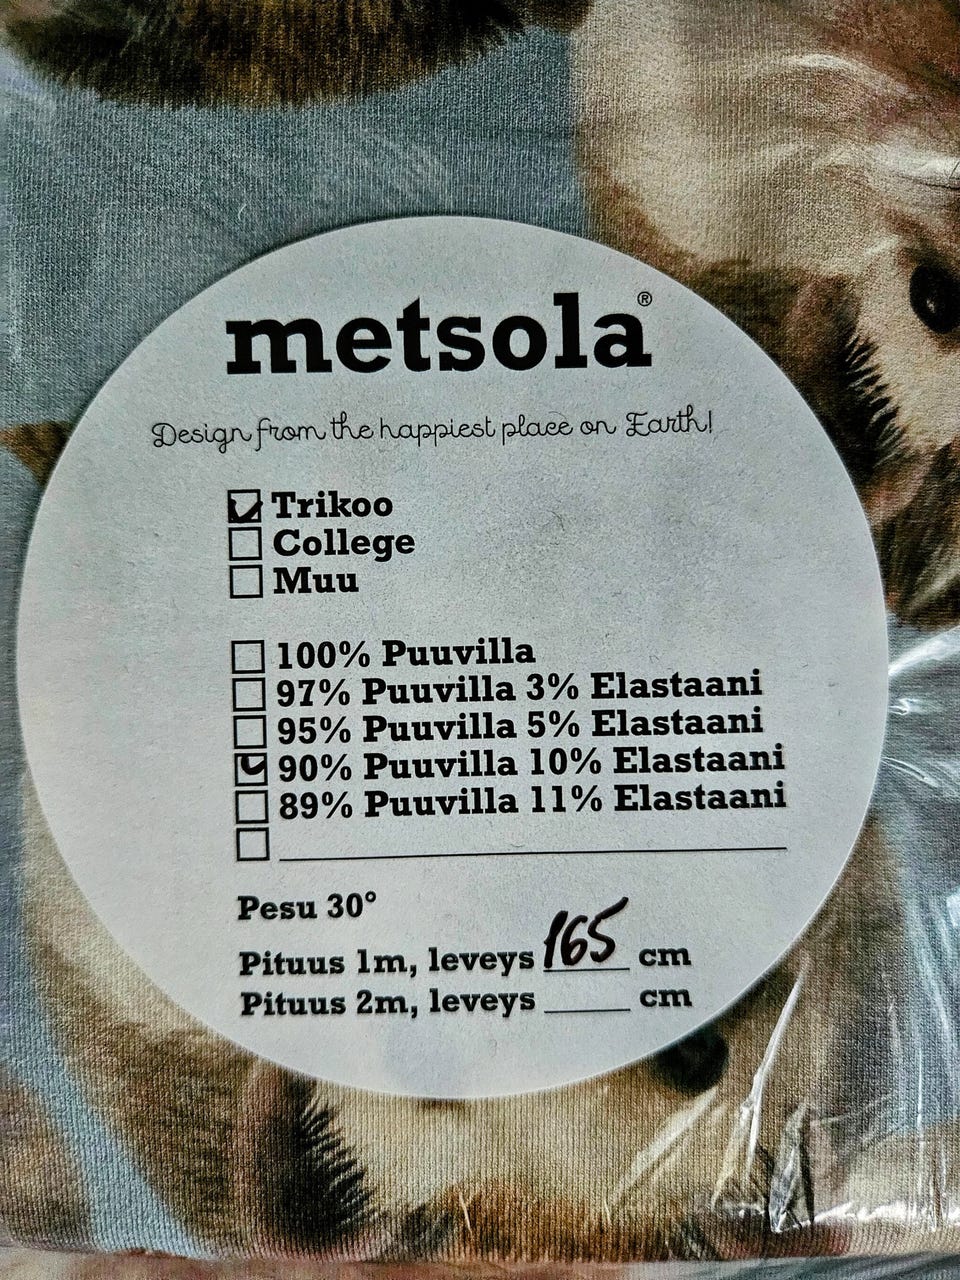 metsola®
Design from the happiest place on Earth!
Trikoo
College
Muu
100% Puuvilla
97% Puuvilla 3% Elastaani
95% Puuvilla 5% Elastaani
90% Puuvilla 10% Elastaani
89% Puuvilla 11% Elastaani
Pesu 30°
Pituus 1m, leveys 165 cm
Pituus 2m, leveys ____ cm